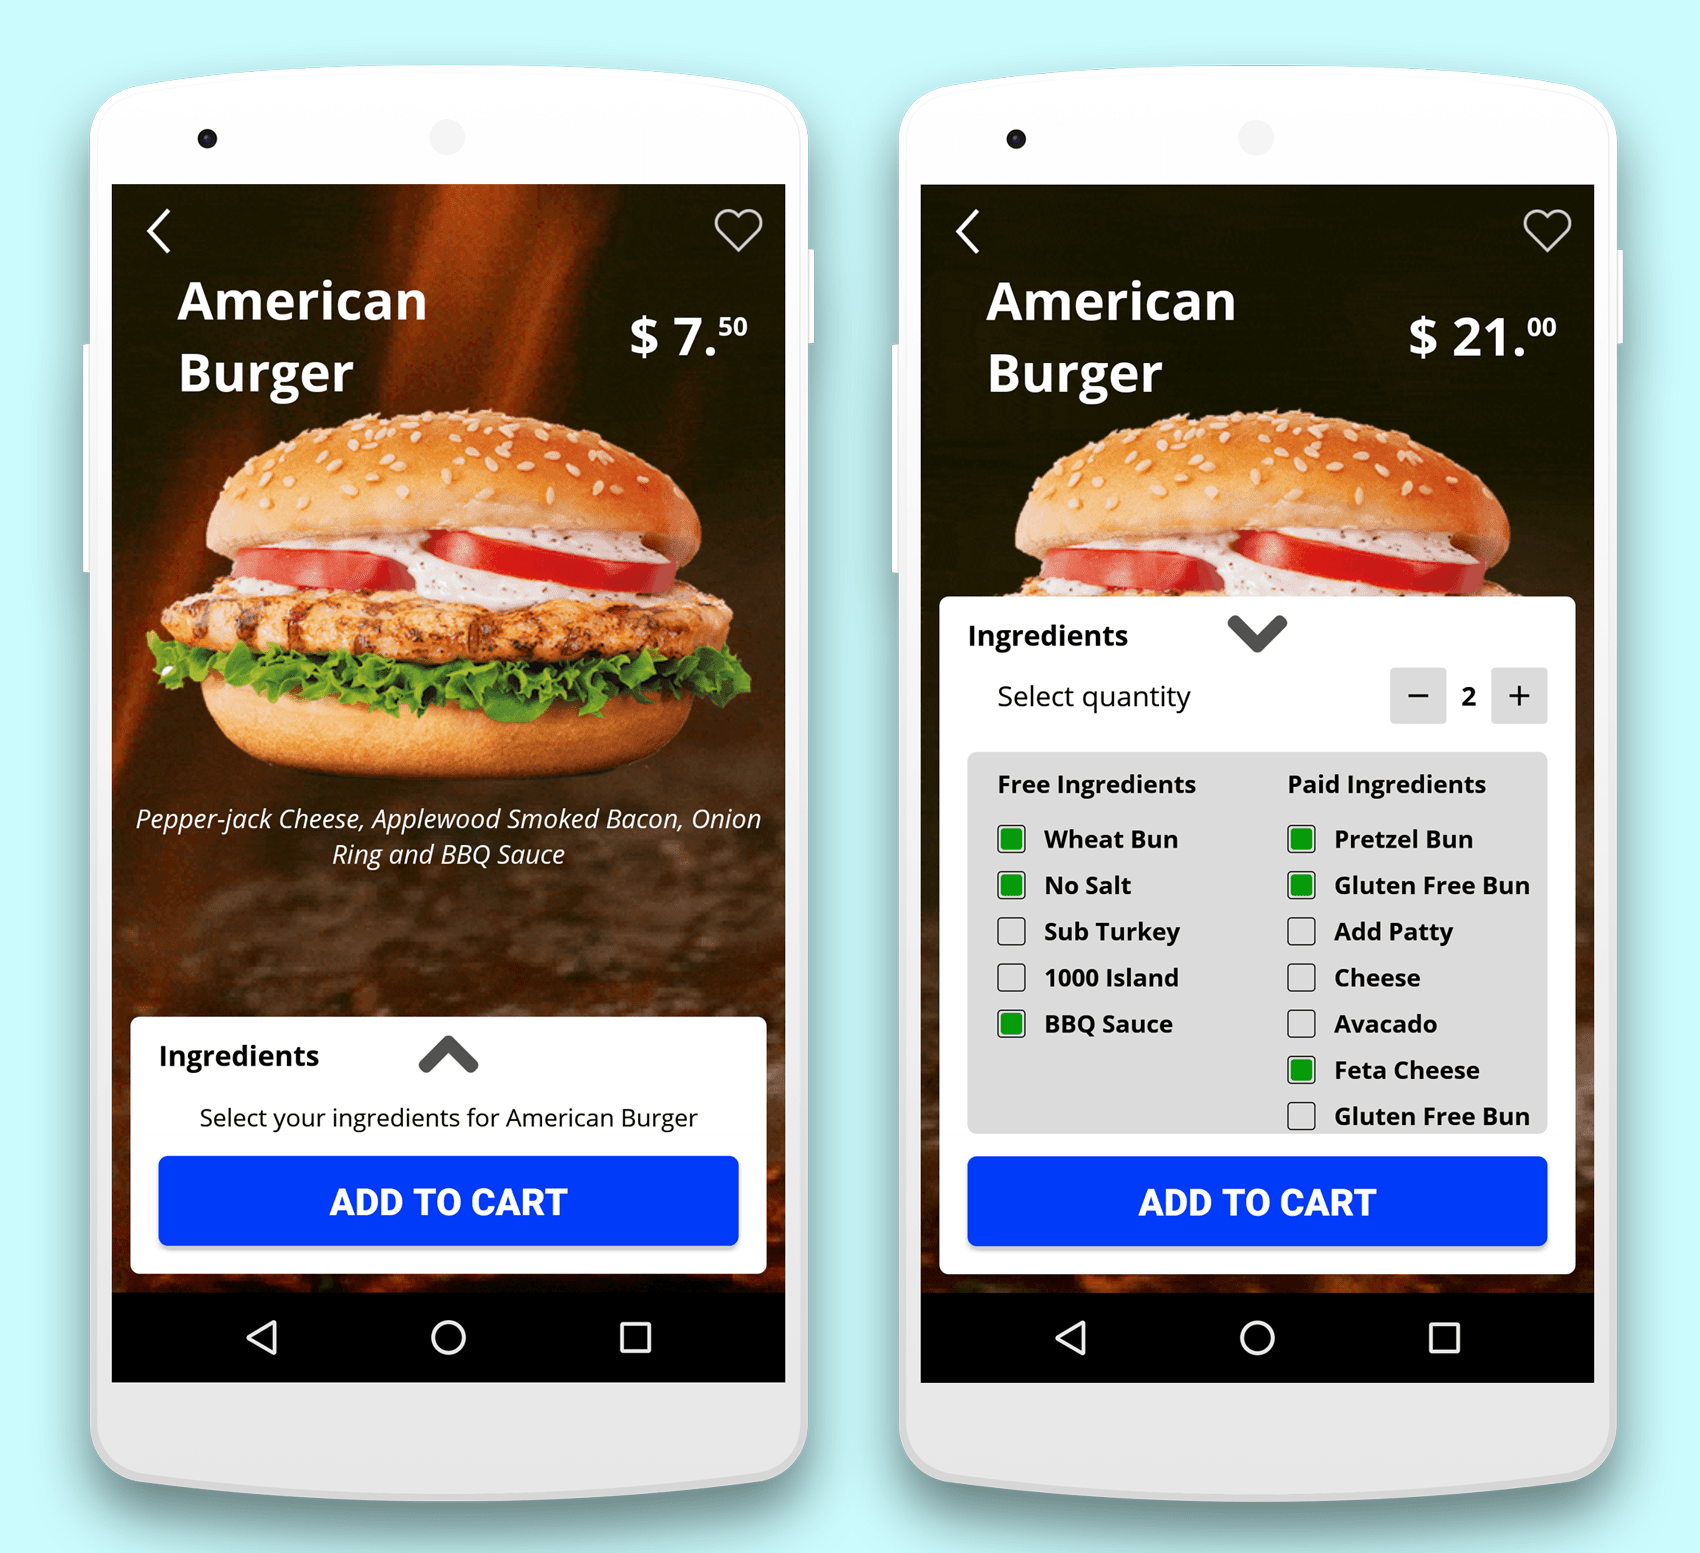 American
Burger
$ 7.50
Pepper-jack Cheese, Applewood Smoked Bacon, Onion
Ring and BBQ Sauce
Ingredients
Select your ingredients for American Burger
ADD TO CART
American
Burger
$ 21.00
Ingredients
Select quantity
− 2 +
Free Ingredients
Wheat Bun
No Salt
Sub Turkey
1000 Island
BBQ Sauce
Paid Ingredients
Pretzel Bun
Gluten Free Bun
Add Patty
Cheese
Avacado
Feta Cheese
Gluten Free Bun
ADD TO CART